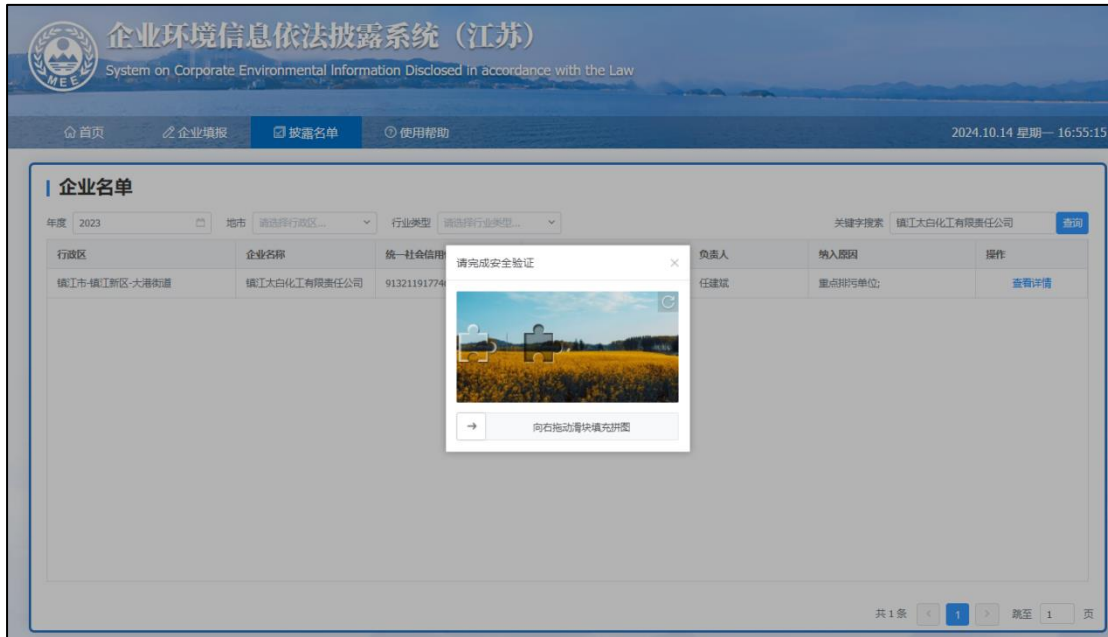 企业环境信息依法披露系统（江苏）
System on Corporate Environmental Information Disclosed in accordance with the Law
MEE
首页 企业填报 披露名单 使用帮助 2024.10.14 星期一 16:55:15
企业名单
年度 2023 地市 请选择行政区... 行业类型 请选择行业类型... 关键字搜索 镇江太白化工有限责任公司 查询
行政区 企业名称 统一社会信用 负责人 纳入原因 操作
镇江市-镇江新区-大港街道 镇江太白化工有限责任公司 9132119177 任建斌 重点排污单位; 查看详情
请完成安全验证
向右拖动滑块填充拼图
共 1 条 1 跳至 1 页